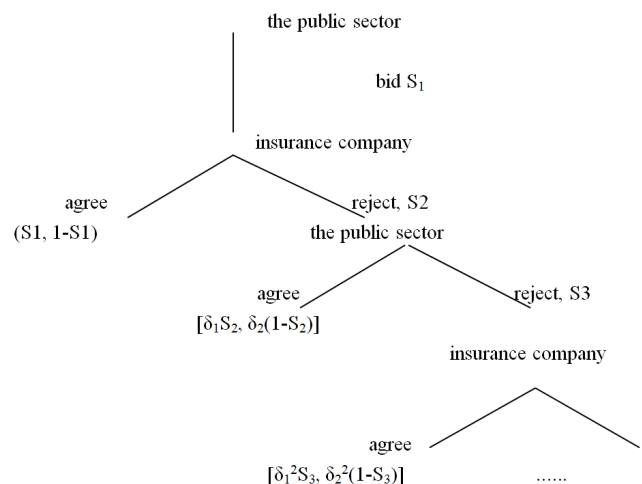 the public sector
bid S₁
insurance company
agree
reject, S2
(S1, 1-S1)
the public sector
agree
reject, S3
[δ₁S₂, δ₂(1-S₂)]
insurance company
agree
[δ₁²S₃, δ₂²(1-S₃)]
......